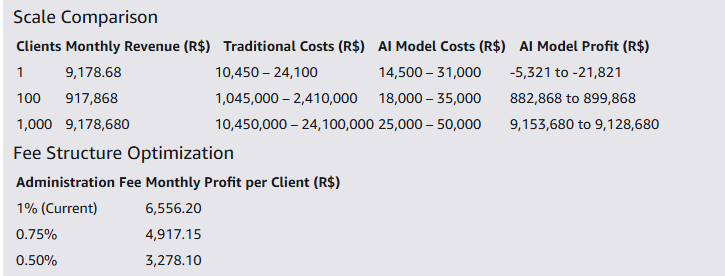 Scale Comparison
Clients Monthly Revenue (R$) Traditional Costs (R$) AI Model Costs (R$) AI Model Profit (R$)
1 9,178.68 10,450 – 24,100 14,500 – 31,000 -5,321 to -21,821
100 917,868 1,045,000 – 2,410,000 18,000 – 35,000 882,868 to 899,868
1,000 9,178,680 10,450,000 – 24,100,000 25,000 – 50,000 9,153,680 to 9,128,680
Fee Structure Optimization
Administration Fee Monthly Profit per Client (R$)
1% (Current) 6,556.20
0.75% 4,917.15
0.50% 3,278.10